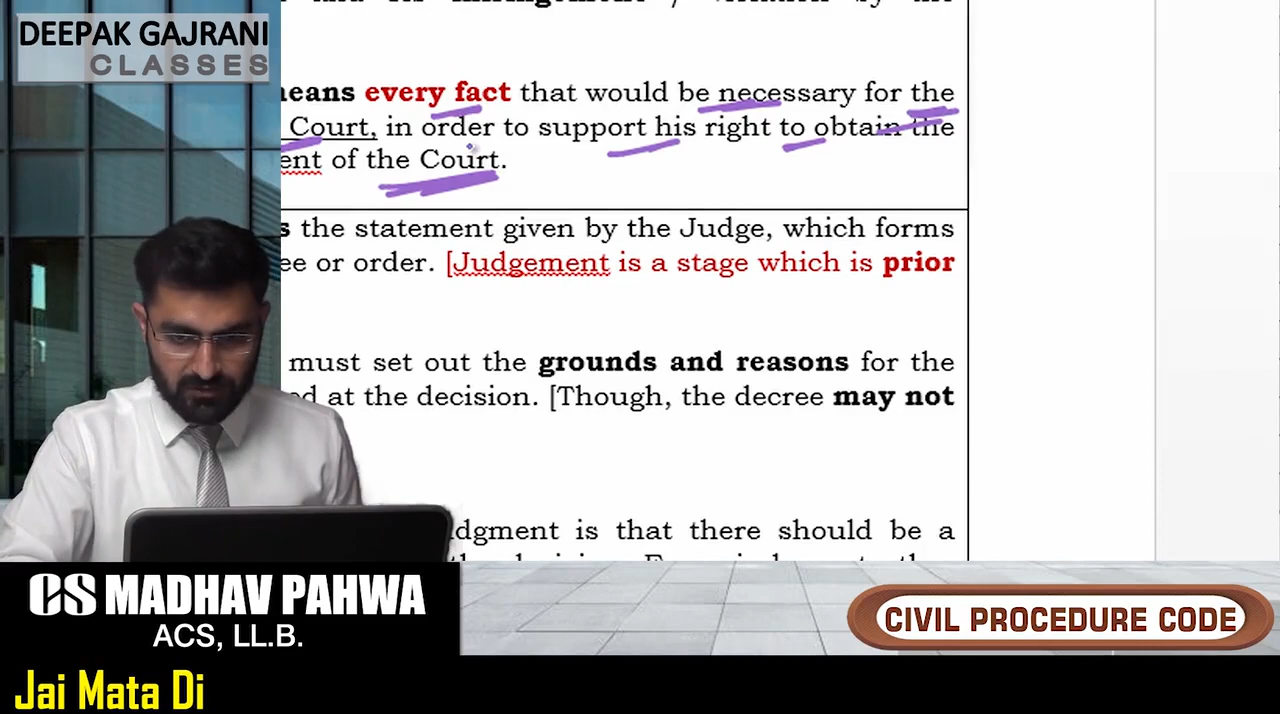 DEEPAK GAJRANI
CLASSES
means every fact that would be necessary for the
Court, in order to support his right to obtain the
ent of the Court.
s the statement given by the Judge, which forms
ee or order. [Judgement is a stage which is prior
must set out the grounds and reasons for the
ed at the decision. [Though, the decree may not
dgment is that there should be a
CS MADHAV PAHWA
ACS, LL.B.
CIVIL PROCEDURE CODE
Jai Mata Di